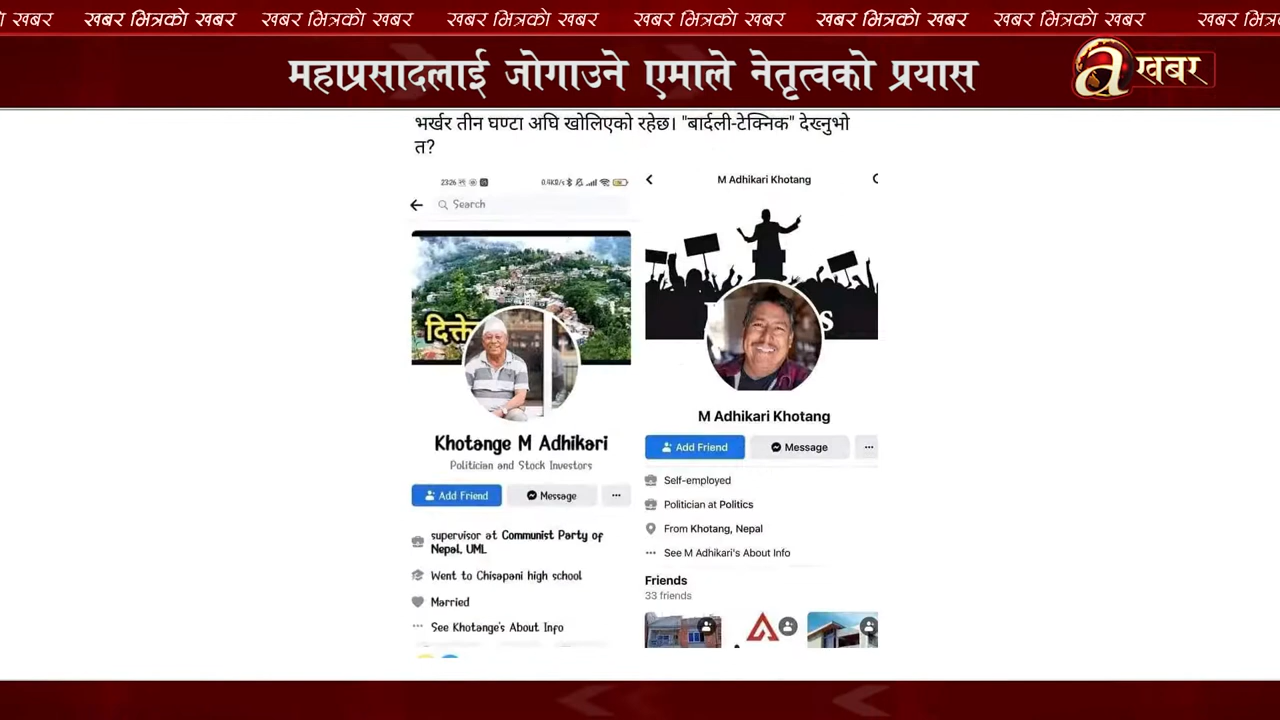 खबर खबर भित्रको खबर खबर भित्रको खबर खबर भित्रको खबर खबर भित्रको खबर खबर भित्रको खबर खबर भित्रको खबर
महाप्रसादलाई जोगाउने एमाले नेतृत्वको प्रयास
a खबर
भर्खर तीन घण्टा अघि खोलिएको रहेछ। "बार्दली-टेक्निक" देख्नुभो
त?
23:26
0.4KB/s
Search
दिक्ते
Khotange M Adhikari
Politician and Stock Investors
Add Friend
Message
supervisor at Communist Party of
Nepal, UML
Went to Chisapani high school
Married
See Khotange's About Info
M Adhikari Khotang
M Adhikari Khotang
Add Friend
Message
Self-employed
Politician at Politics
From Khotang, Nepal
See M Adhikari's About Info
Friends
33 friends